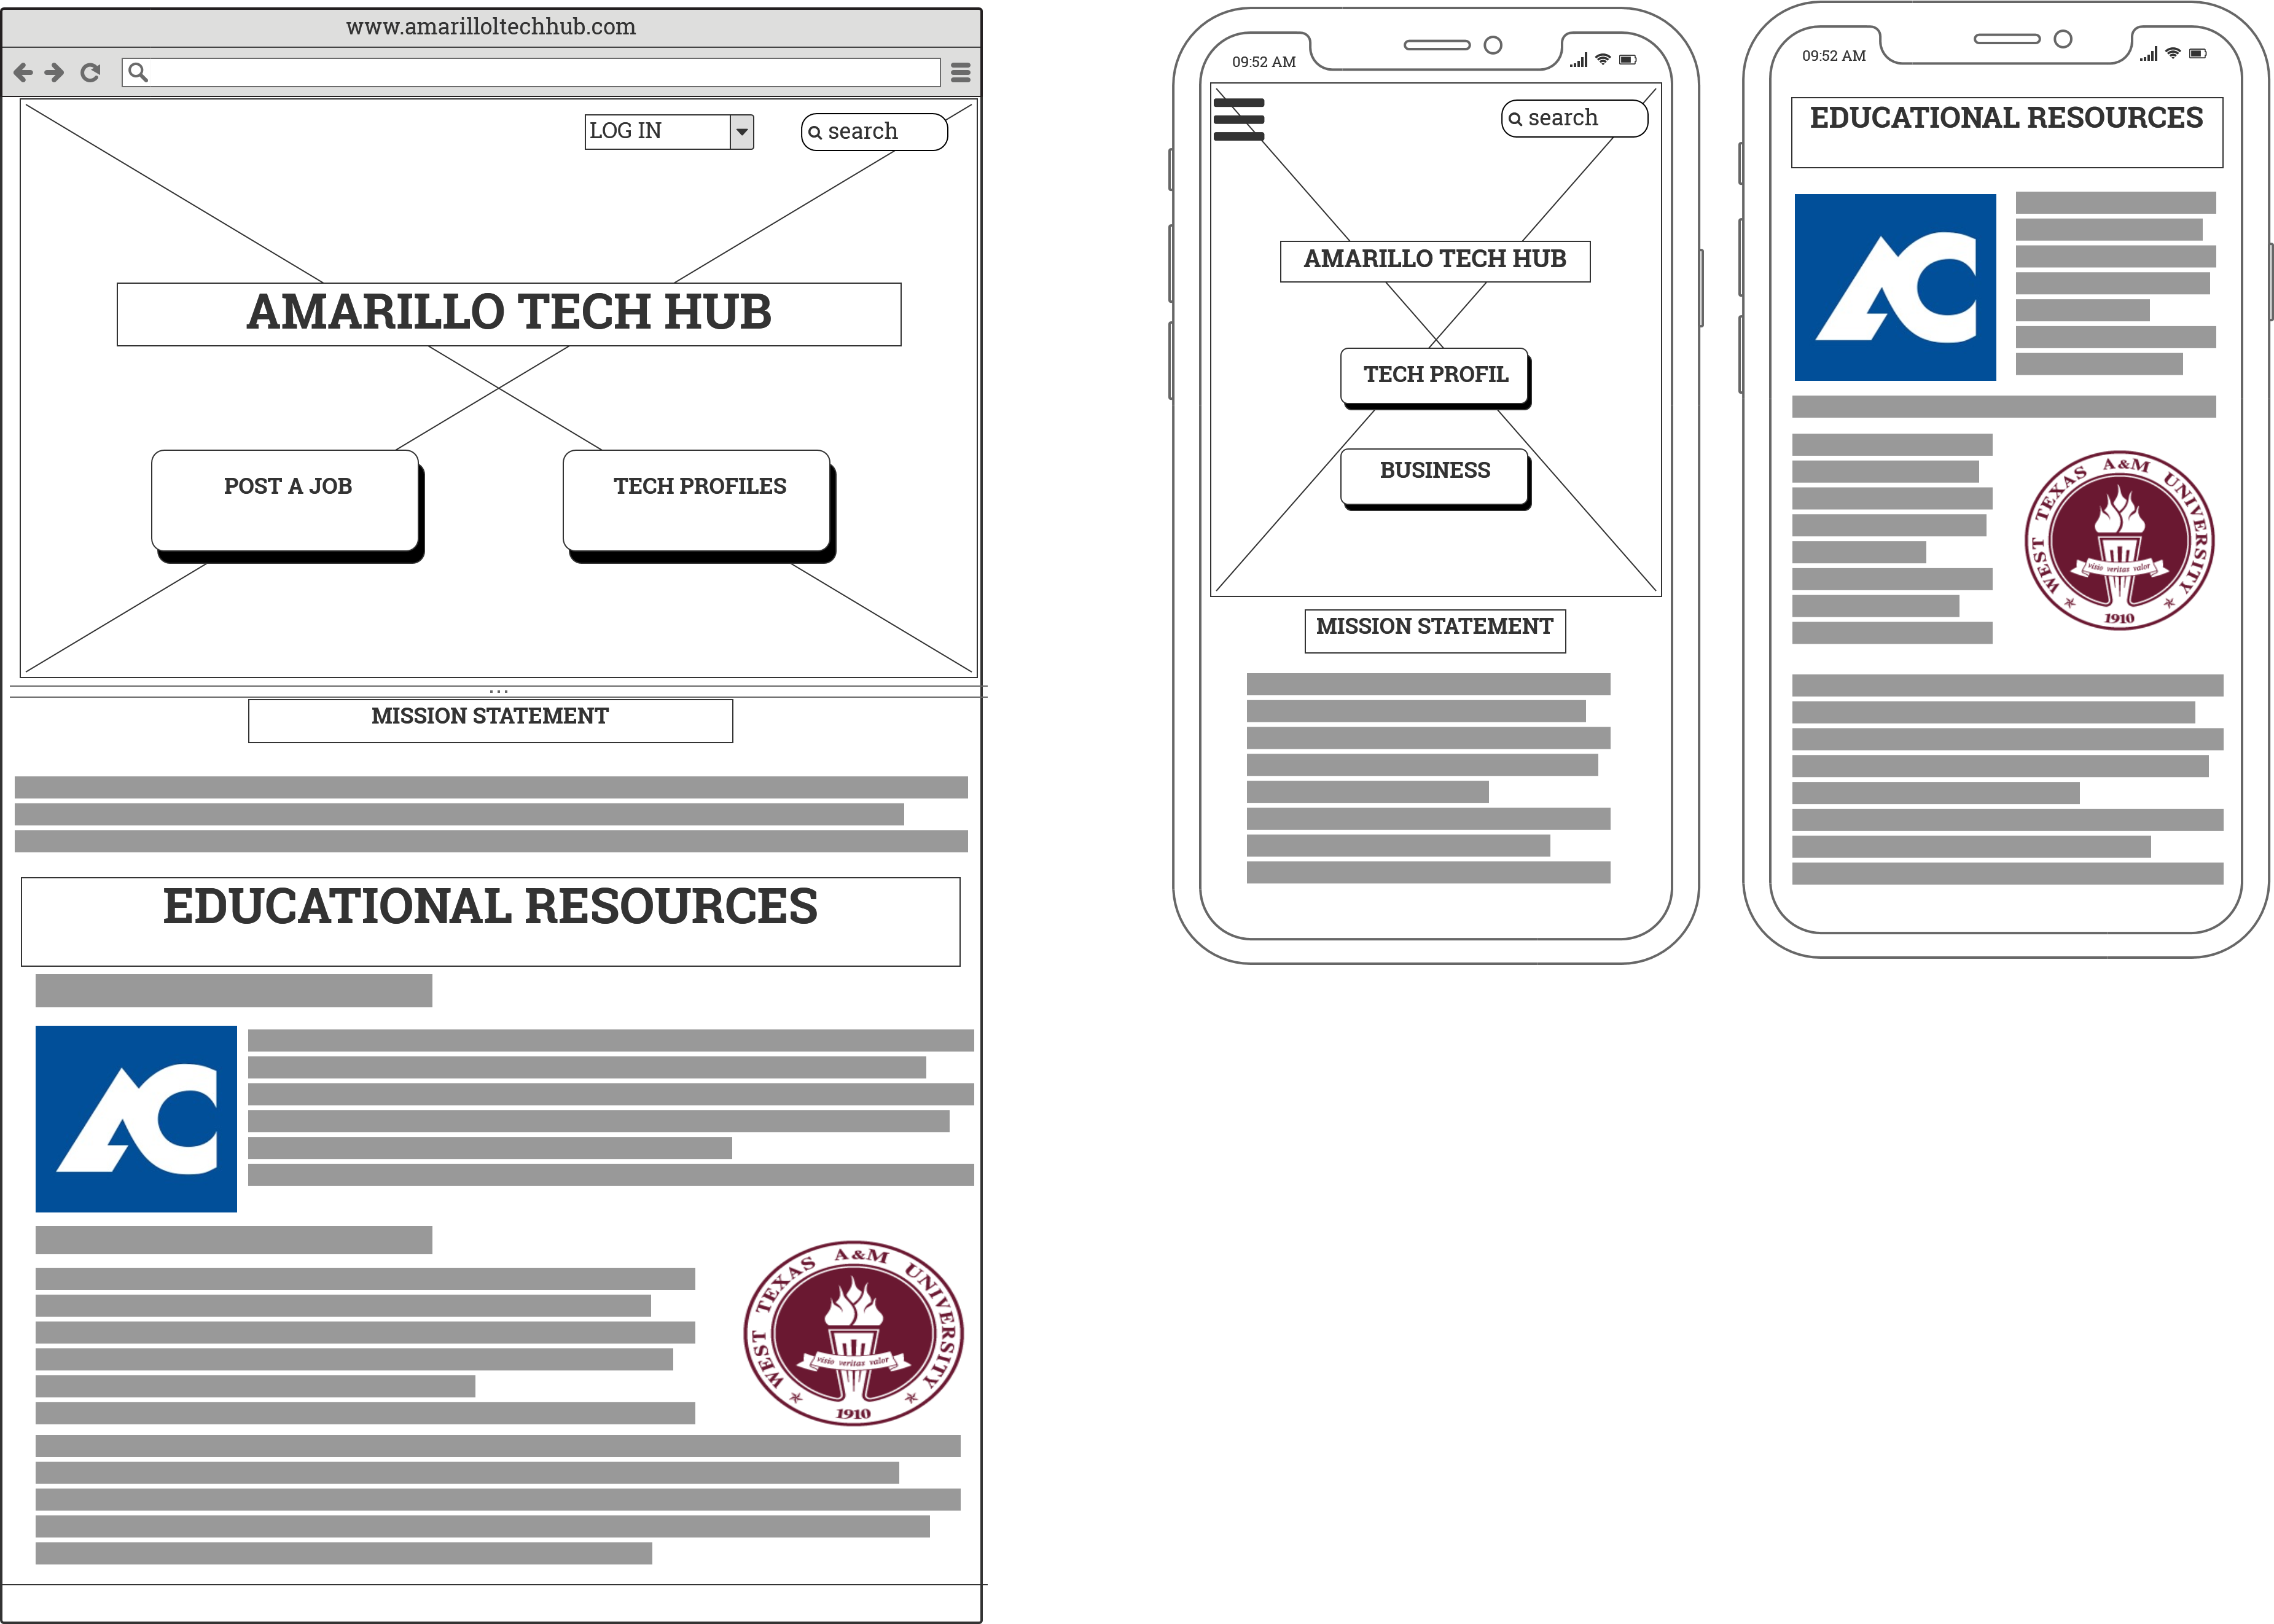 www.amarilloltechhub.com
LOG IN
search
AMARILLO TECH HUB
POST A JOB
TECH PROFILES
MISSION STATEMENT
EDUCATIONAL RESOURCES
AC
WEST TEXAS A&M UNIVERSITY
visio veritas valor
1910
09:52 AM
search
AMARILLO TECH HUB
TECH PROFIL
BUSINESS
MISSION STATEMENT
09:52 AM
EDUCATIONAL RESOURCES
AC
WEST TEXAS A&M UNIVERSITY
visio veritas valor
1910